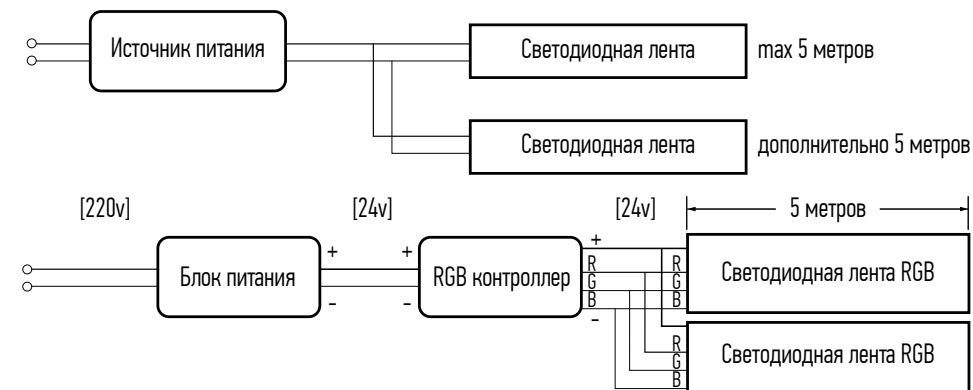 Источник питания
Светодиодная лента
max 5 метров
Светодиодная лента
дополнительно 5 метров
[220v]
[24v]
[24v]
5 метров
Блок питания
+
-
+
-
RGB контроллер
+
R
G
B
-
R
G
B
Светодиодная лента RGB
R
G
B
Светодиодная лента RGB